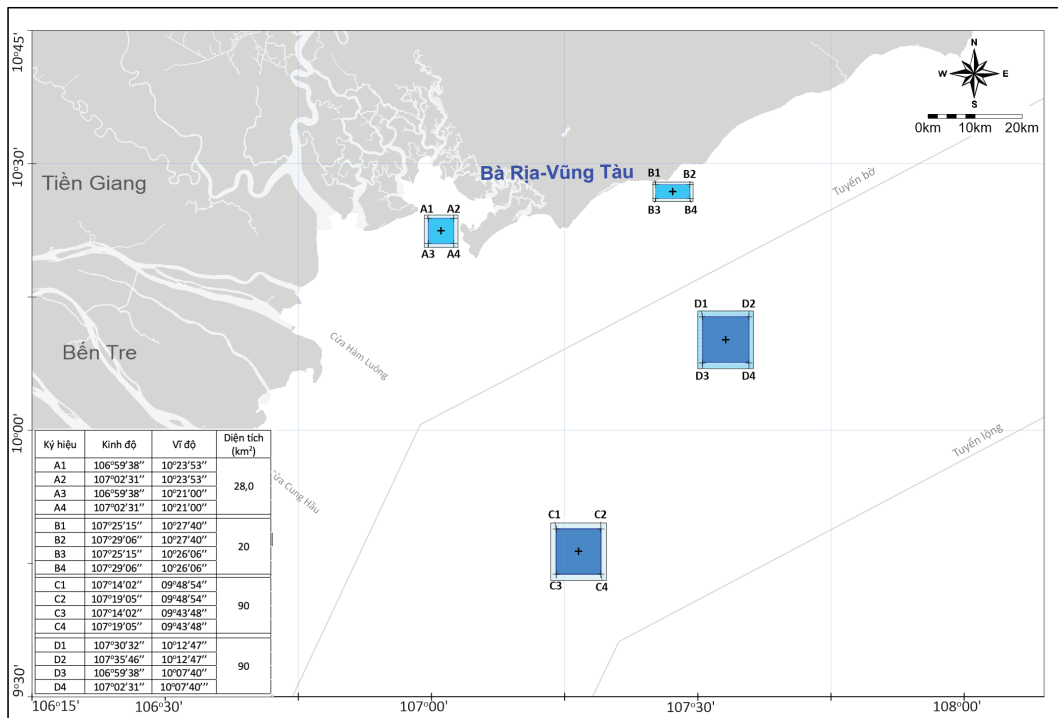 10°45'
10°30'
10°00'
9°30'
106°15'
106°30'
107°00'
107°30'
108°00'
N
W
E
S
0km
10km
20km
Tiền Giang
Bến Tre
Bà Rịa-Vũng Tàu
A1
A2
A3
A4
B1
B2
B3
B4
C1
C2
C3
C4
D1
D2
D3
D4
Tuyến bờ
Tuyến lộng
Cửa Hàm Luông
Cửa Cung Hầu
Ký hiệu Kinh độ Vĩ độ Diện tích (km²)
A1 106°59'38'' 10°23'53'' 28,0
A2 107°02'31'' 10°23'53''
A3 106°59'38'' 10°21'00''
A4 107°02'31'' 10°21'00''
B1 107°25'15'' 10°27'40'' 20
B2 107°29'06'' 10°27'40''
B3 107°25'15'' 10°26'06''
B4 107°29'06'' 10°26'06''
C1 107°14'02'' 09°48'54'' 90
C2 107°19'05'' 09°48'54''
C3 107°14'02'' 09°43'48''
C4 107°19'05'' 09°43'48''
D1 107°30'32'' 10°12'47'' 90
D2 107°35'46'' 10°12'47''
D3 106°59'38'' 10°07'40''
D4 107°02'31'' 10°07'40'''